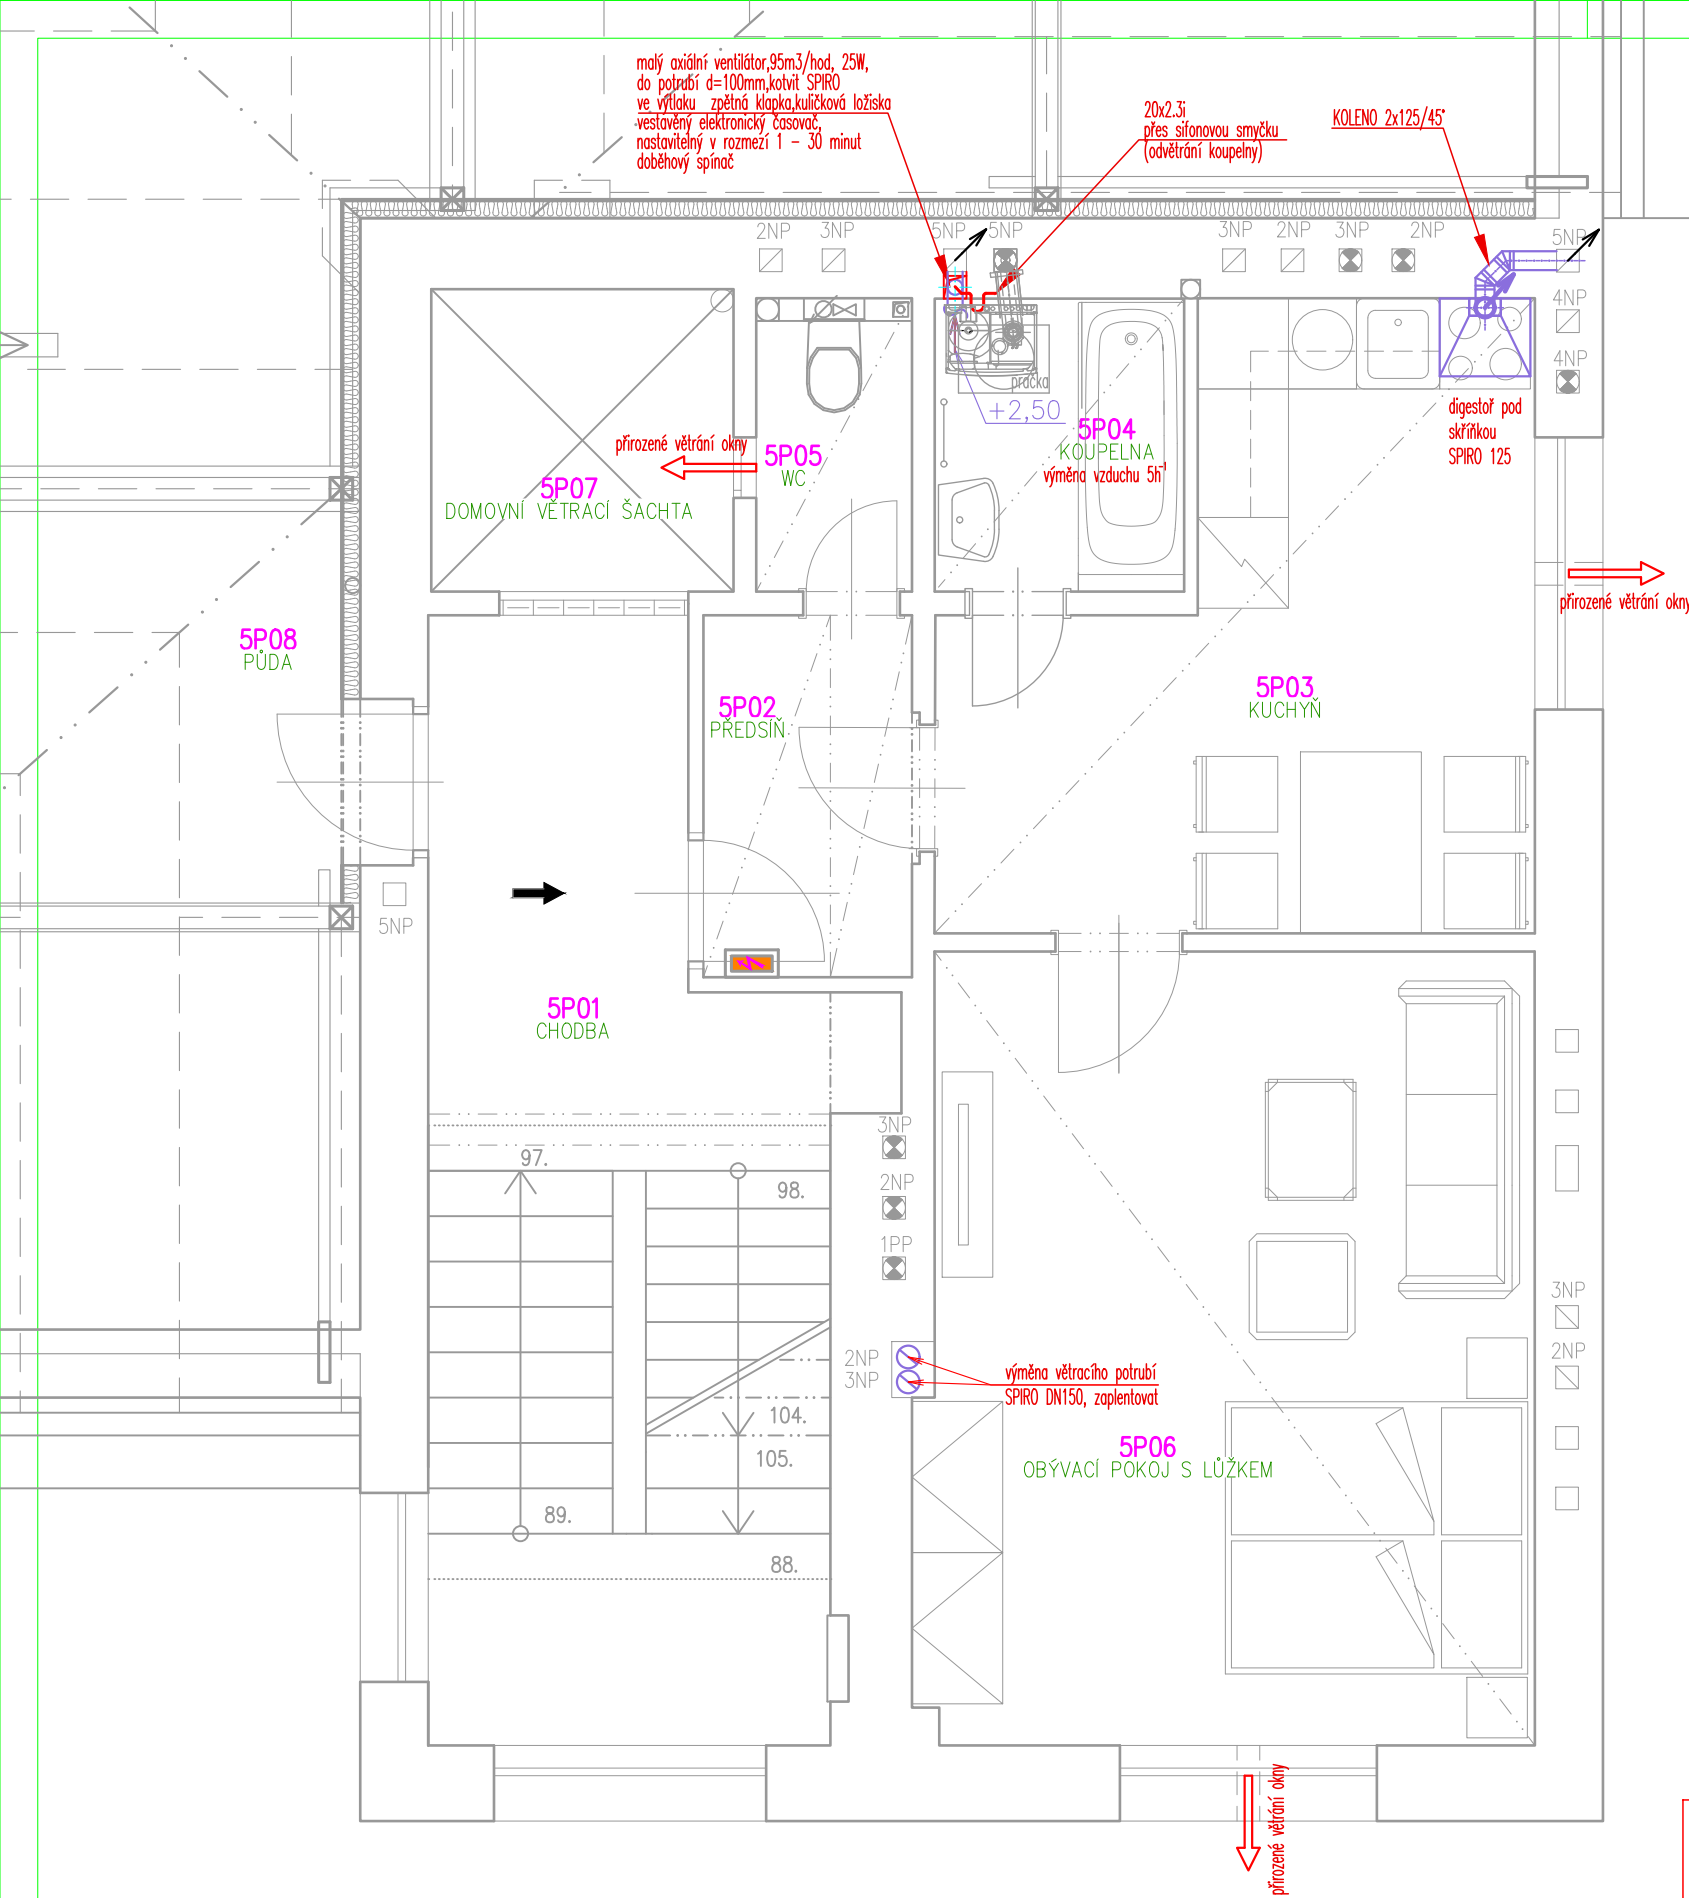 malý axiální ventilátor,95m3/hod, 25W,
do potrubí d=100mm,kotvit SPIRO
ve výtlaku zpětná klapka,kuličková ložiska
vestavěný elektronický časovač,
nastavitelný v rozmezí 1 - 30 minut
doběhový spínač
20x2.3i
přes sifonovou smyčku
(odvětrání koupelny)
KOLENO 2x125/45°
2NP
3NP
5NP
5NP
3NP
2NP
3NP
2NP
5NP
4NP
4NP
pračka
+2,50
digestoř pod
skříňkou
SPIRO 125
přirozené větrání okny
5P05
WC
5P04
KOUPELNA
výměna vzduchu 5h⁻¹
5P07
DOMOVNÍ VĚTRACÍ ŠACHTA
přirozené větrání okny
5P08
PŮDA
5P02
PŘEDSÍŇ
5P03
KUCHYŇ
5NP
5P01
CHODBA
3NP
2NP
1PP
97.
98.
3NP
2NP
2NP
3NP
výměna větracího potrubí
SPIRO DN150, zaplentovat
104.
105.
5P06
OBÝVACÍ POKOJ S LŮŽKEM
89.
88.
přirozené větrání okny